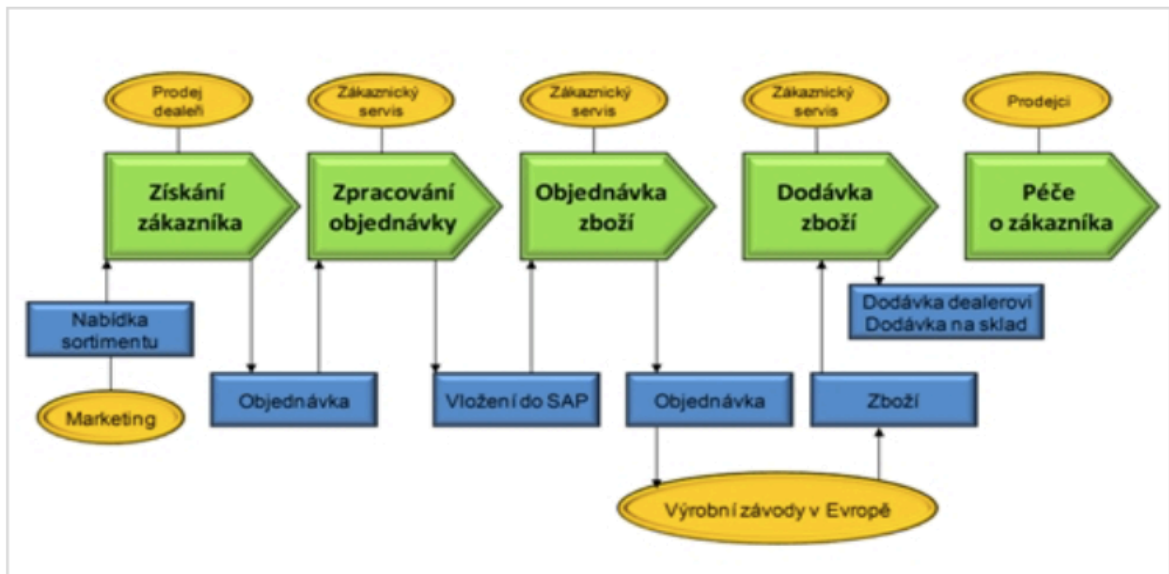 Prodej
dealeři
Zákaznický
servis
Zákaznický
servis
Zákaznický
servis
Prodejci
Získání
zákazníka
Zpracování
objednávky
Objednávka
zboží
Dodávka
zboží
Péče
o zákazníka
Nabídka
sortimentu
Dodávka dealerovi
Dodávka na sklad
Marketing
Objednávka
Vložení do SAP
Objednávka
Zboží
Výrobní závody v Evropě